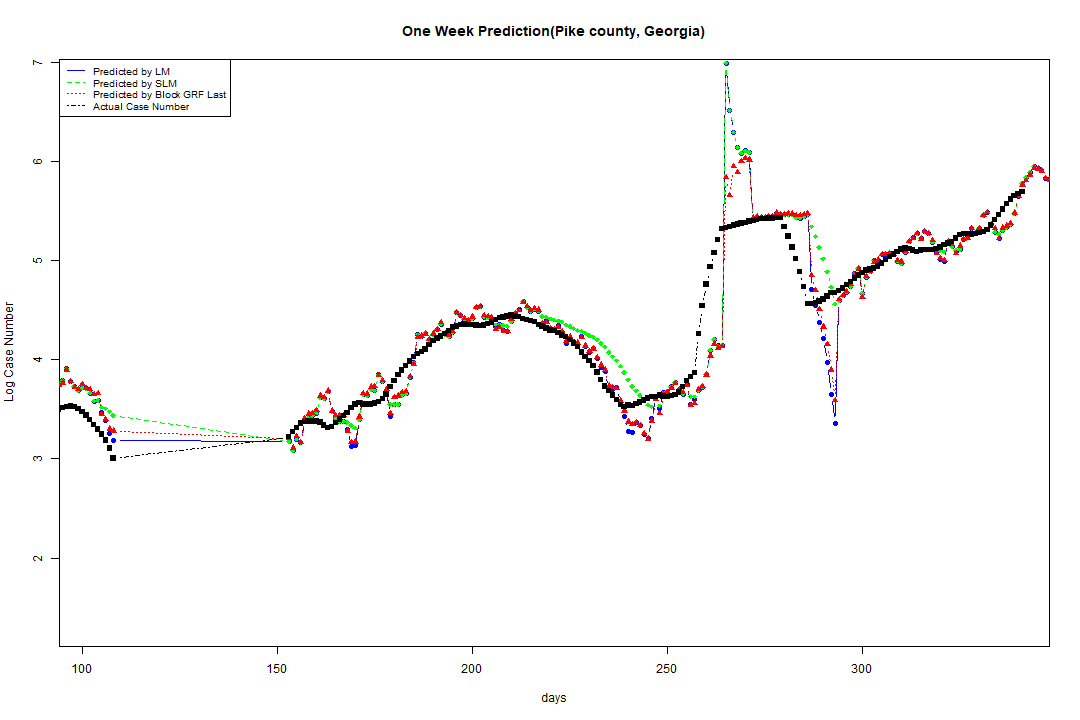 One Week Prediction(Pike county, Georgia)
Predicted by LM
Predicted by SLM
Predicted by Block GRF Last
Actual Case Number
7
6
5
4
3
2
Log Case Number
100 150 200 250 300
days